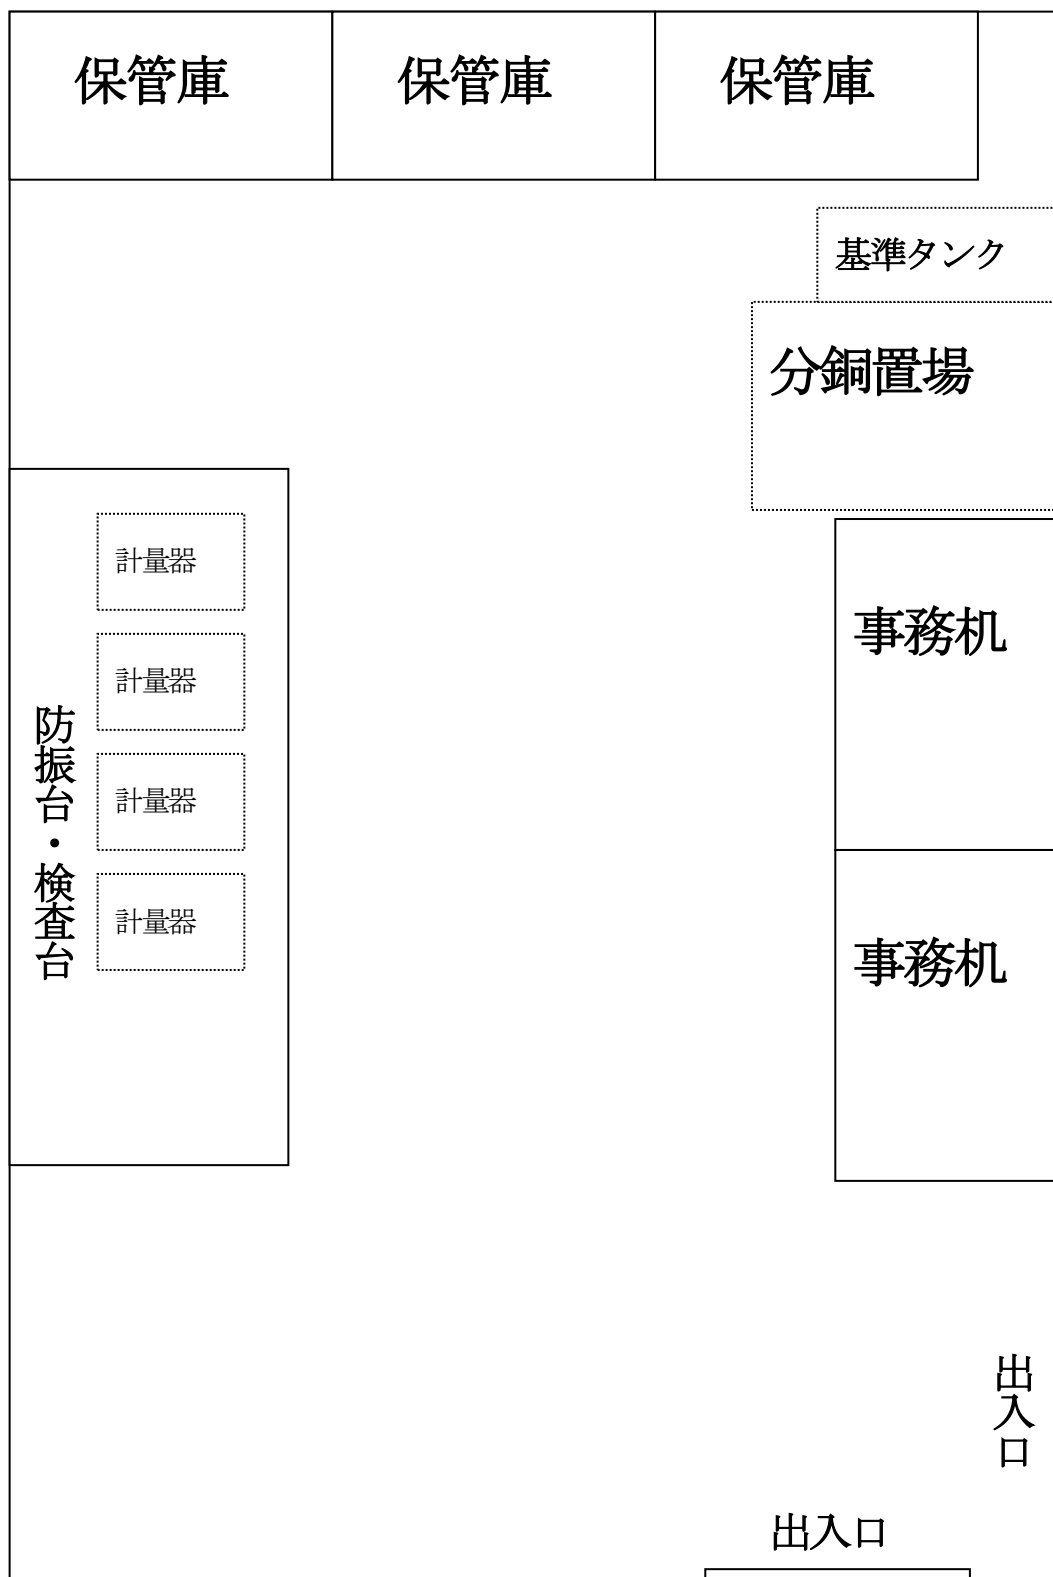 保管庫
保管庫
保管庫
基準タンク
分銅置場
計量器
計量器
計量器
計量器
防振台・検査台
事務机
事務机
出入口
出入口